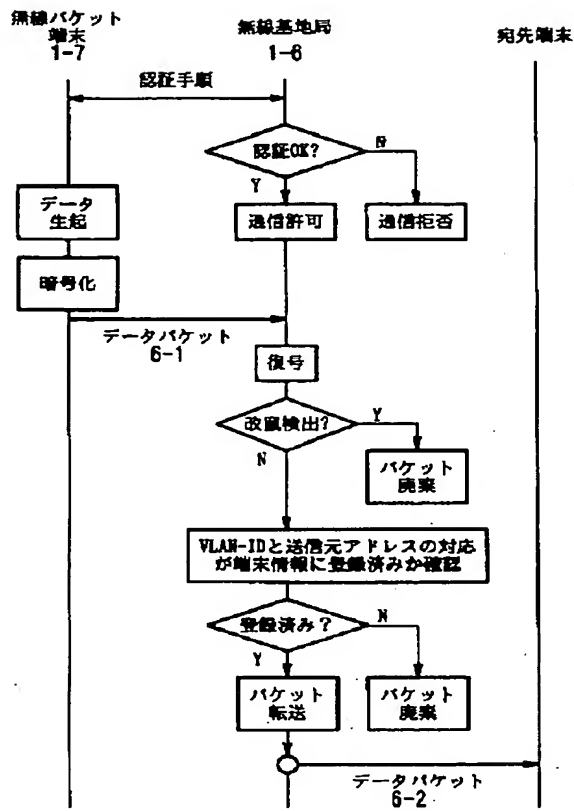 無線パケット
端末
1-7
無線基地局
1-6
宛先端末
認証手順
認証OK?
N
Y
データ
生起
通信許可
通信拒否
暗号化
データパケット
6-1
復号
改竄検出?
Y
N
パケット
廃棄
VLAN-IDと送信元アドレスの対応
が端末情報に登録済みか確認
登録済み?
N
Y
パケット
転送
パケット
廃棄
データパケット
6-2